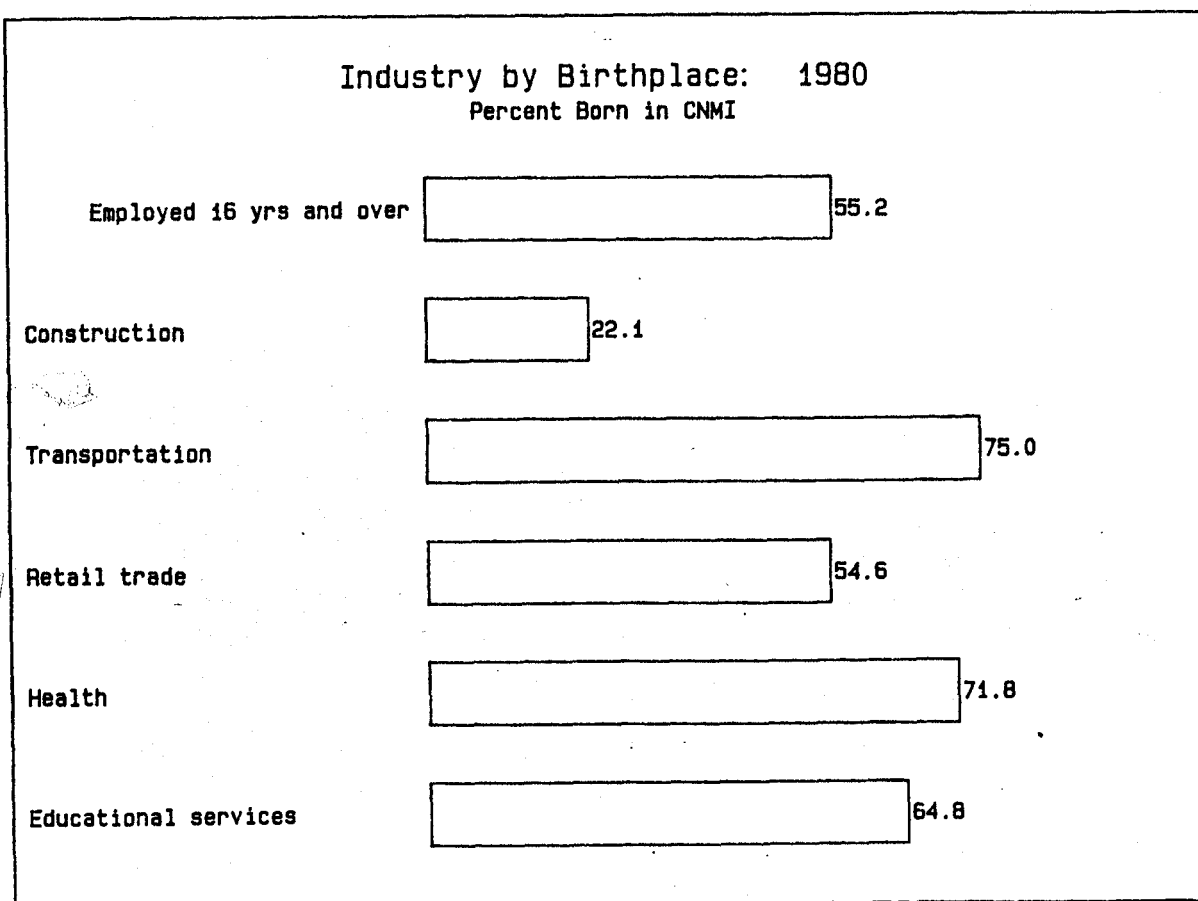 Industry by Birthplace: 1980
Percent Born in CNMI
Employed 16 yrs and over 55.2
Construction 22.1
Transportation 75.0
Retail trade 54.6
Health 71.8
Educational services 64.8